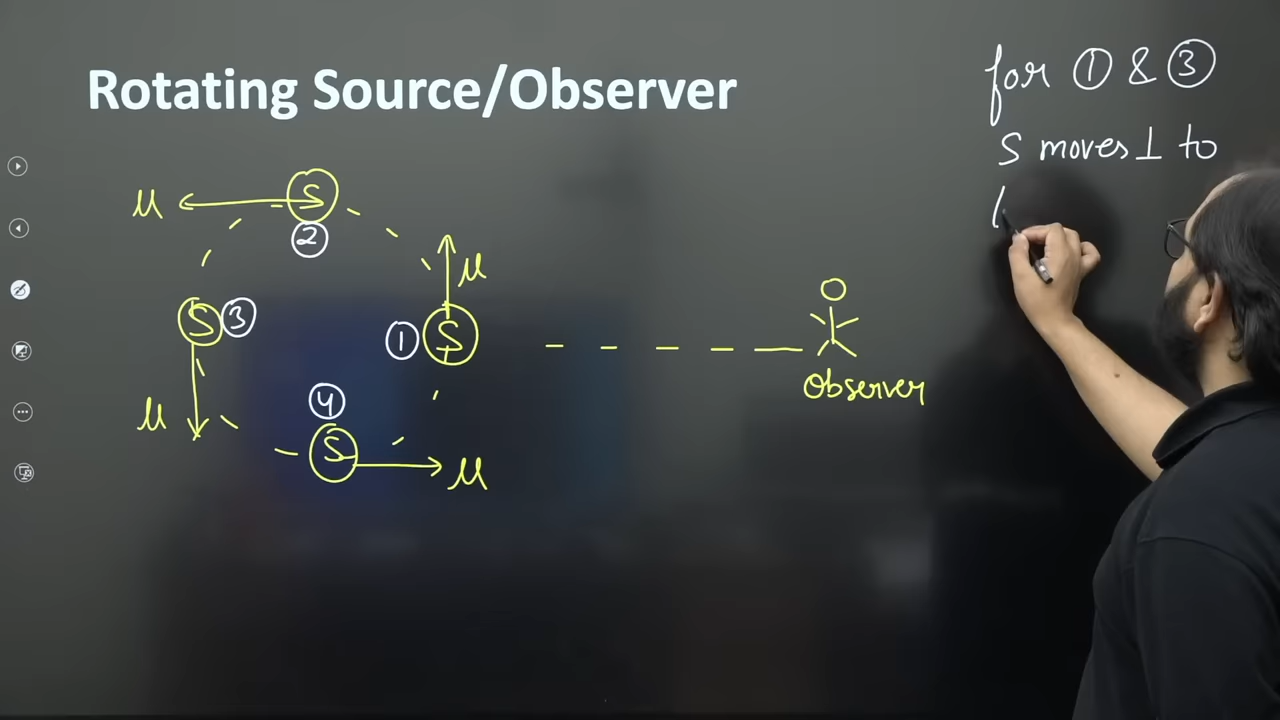 Rotating Source/Observer
for ① & ③
S moves ⊥ to
μ
S
②
μ
S
③
①
S
④
μ
S
μ
Observer